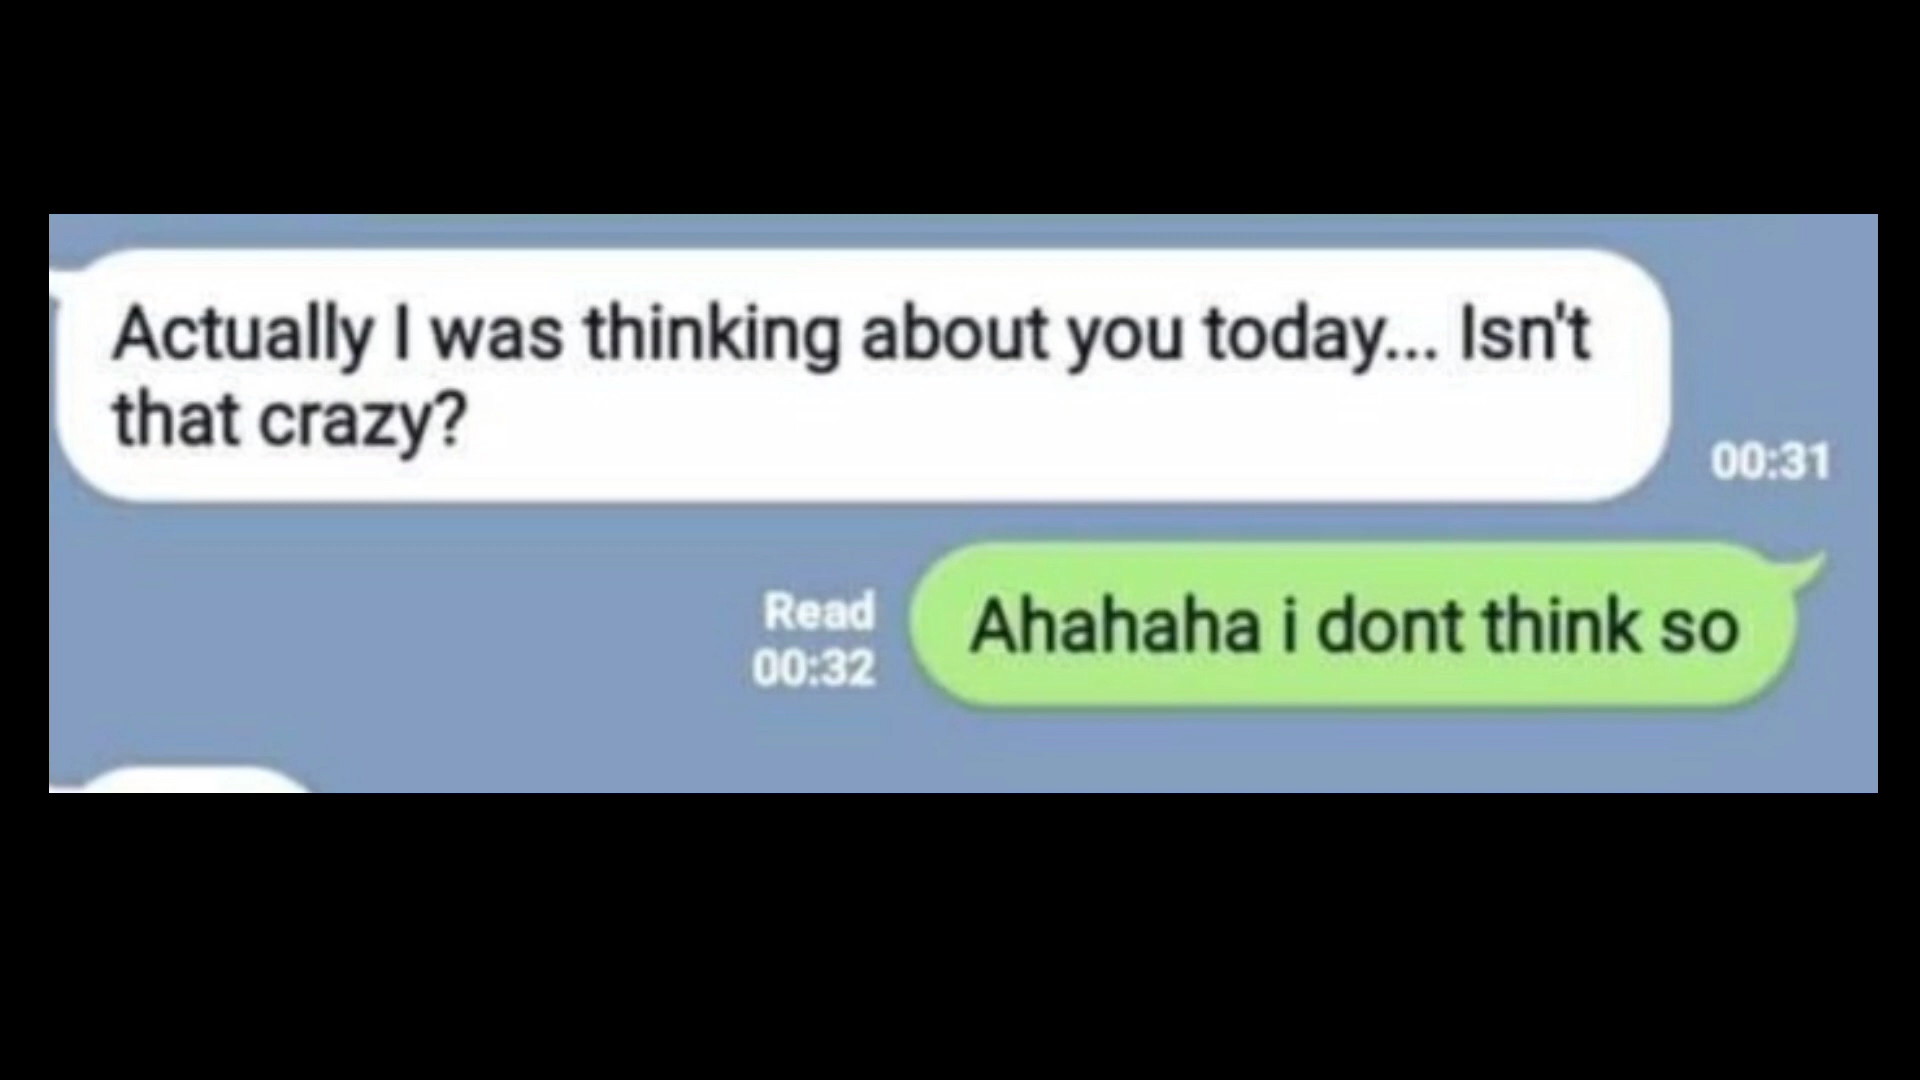 Actually I was thinking about you today... Isn't
that crazy?
00:31
Read
00:32
Ahahaha i dont think so